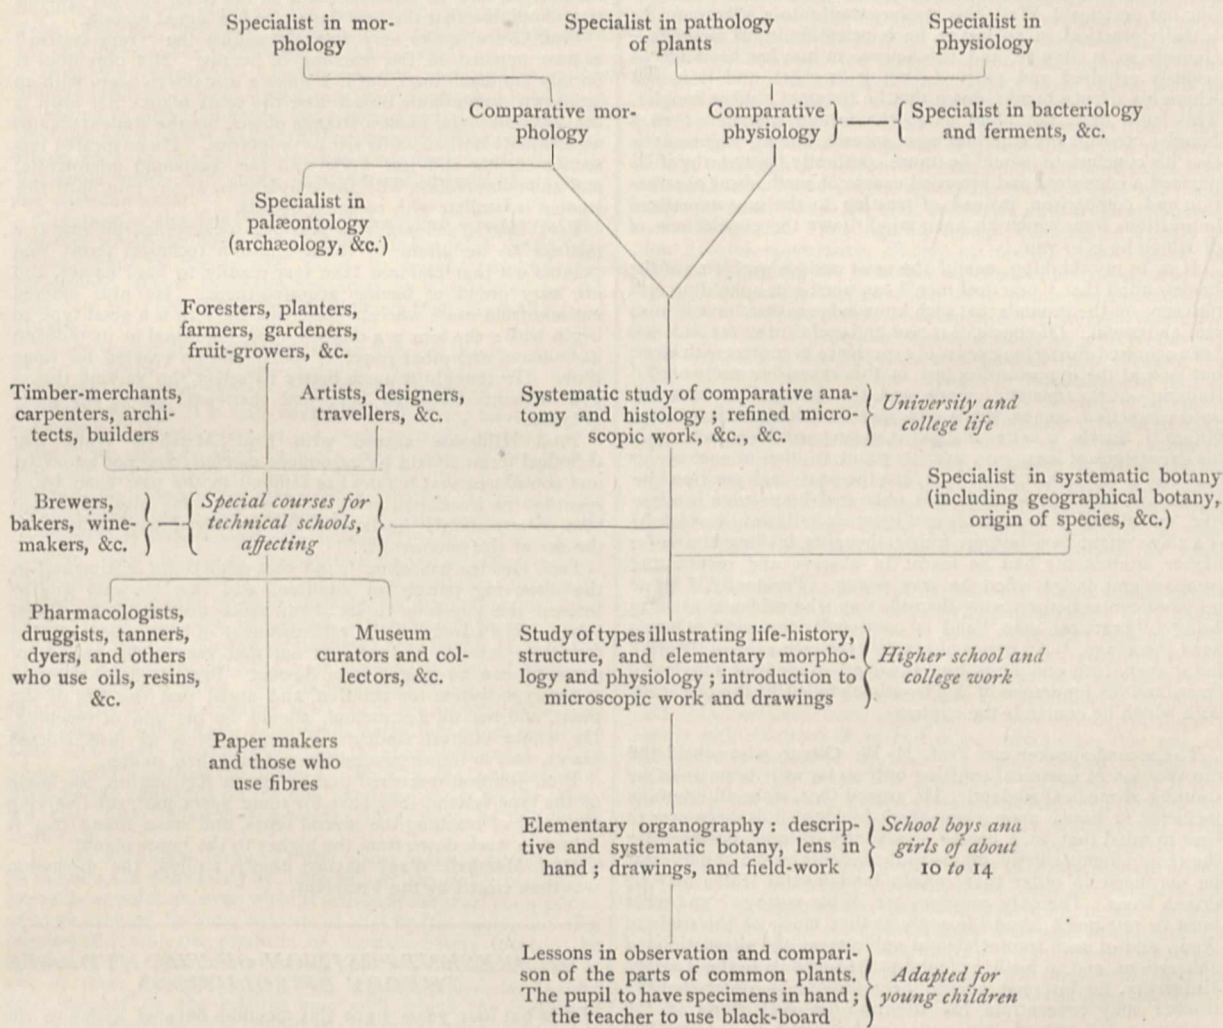 Specialist in mor-
phology
Specialist in pathology
of plants
Specialist in
physiology
Comparative mor-
phology
Comparative
physiology
Specialist in bacteriology
and ferments, &c.
Specialist in
palæontology
(archæology, &c.)
Foresters, planters,
farmers, gardeners,
fruit-growers, &c.
Timber-merchants,
carpenters, archi-
tects, builders
Artists, designers,
travellers, &c.
Systematic study of comparative ana-
tomy and histology ; refined micro-
scopic work, &c., &c.
University and
college life
Specialist in systematic botany
(including geographical botany,
origin of species, &c.)
Brewers,
bakers, wine-
makers, &c.
Special courses for
technical schools,
affecting
Pharmacologists,
druggists, tanners,
dyers, and others
who use oils, resins,
&c.
Museum
curators and col-
lectors, &c.
Study of types illustrating life-history,
structure, and elementary morpho-
logy and physiology ; introduction to
microscopic work and drawings
Higher school and
college work
Paper makers
and those who
use fibres
Elementary organography : descrip-
tive and systematic botany, lens in
hand ; drawings, and field-work
School boys and
girls of about
10 to 14
Lessons in observation and compari-
son of the parts of common plants.
The pupil to have specimens in hand ;
the teacher to use black-board
Adapted for
young children